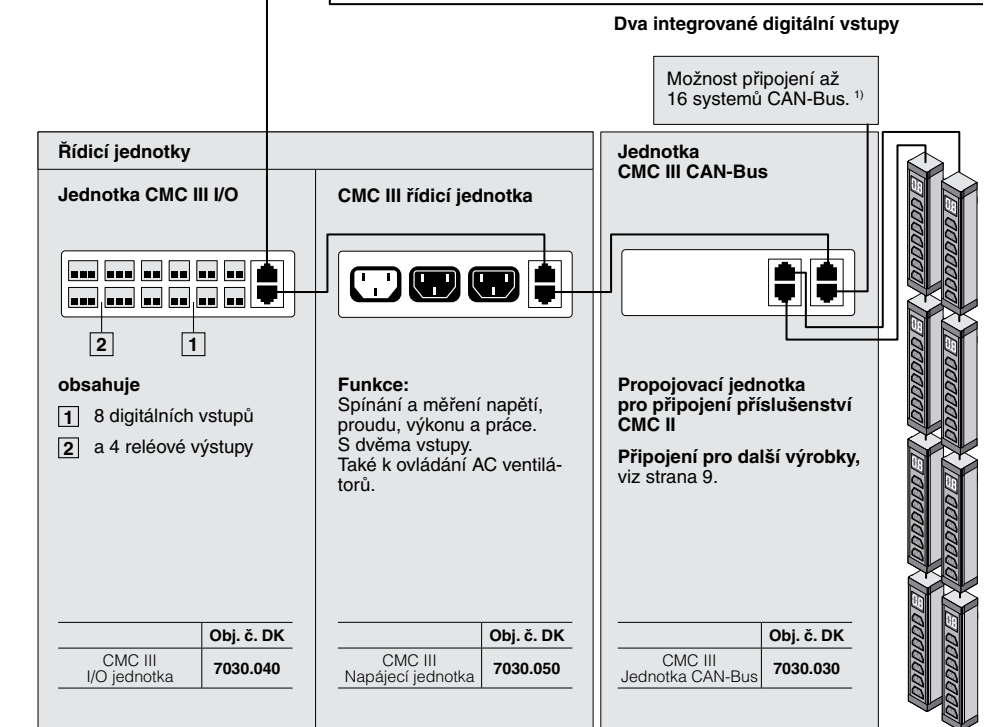 Dva integrované digitální vstupy
Možnost připojení až
16 systémů CAN-Bus. 1)
Řídicí jednotky
Jednotka CMC III I/O
2
1
obsahuje
1 8 digitálních vstupů
2 a 4 reléové výstupy
Obj. č. DK
CMC III
I/O jednotka
7030.040
CMC III řídicí jednotka
Funkce:
Spínání a měření napětí,
proudu, výkonu a práce.
S dvěma vstupy.
Také k ovládání AC ventilá-
torů.
Obj. č. DK
CMC III
Napájecí jednotka
7030.050
Jednotka
CMC III CAN-Bus
Propojovací jednotka
pro připojení příslušenství
CMC II
Připojení pro další výrobky,
viz strana 9.
Obj. č. DK
CMC III
Jednotka CAN-Bus
7030.030